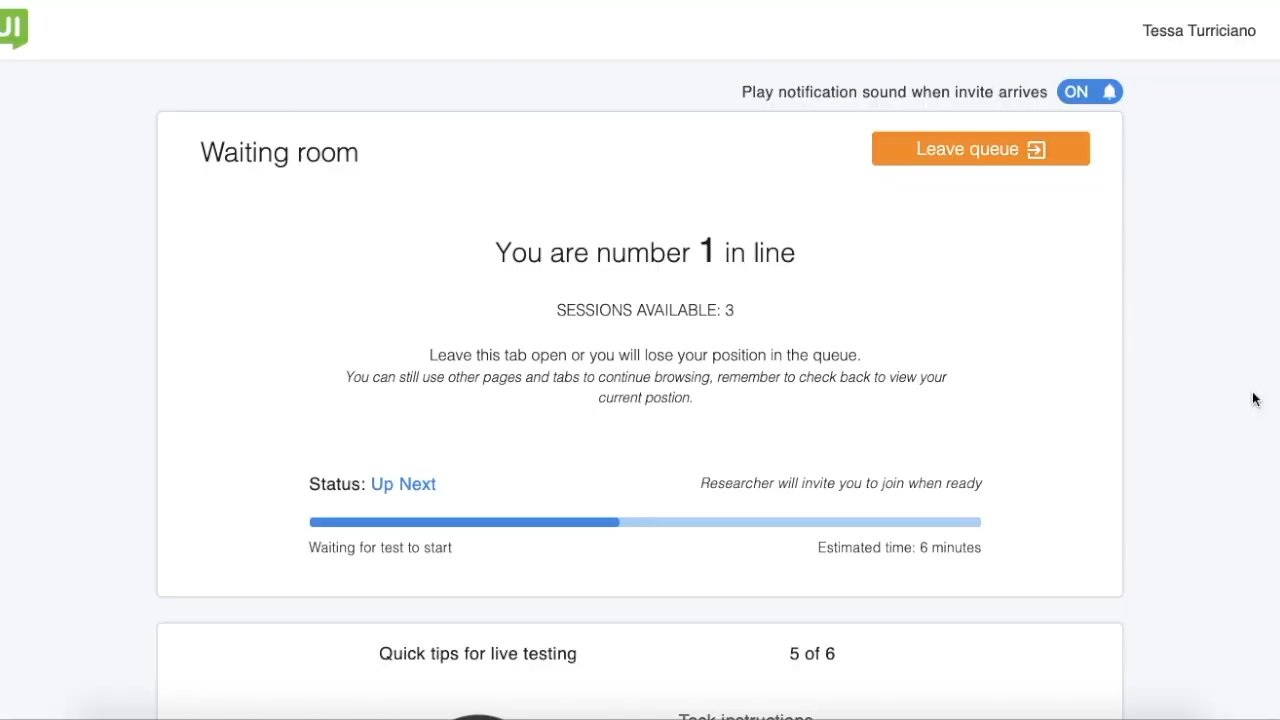 UI
Tessa Turriciano
Play notification sound when invite arrives ON
Waiting room
Leave queue
You are number 1 in line
SESSIONS AVAILABLE: 3
Leave this tab open or you will lose your position in the queue.
You can still use other pages and tabs to continue browsing, remember to check back to view your
current postion.
Status: Up Next
Researcher will invite you to join when ready
Waiting for test to start
Estimated time: 6 minutes
Quick tips for live testing
5 of 6
Task instructions